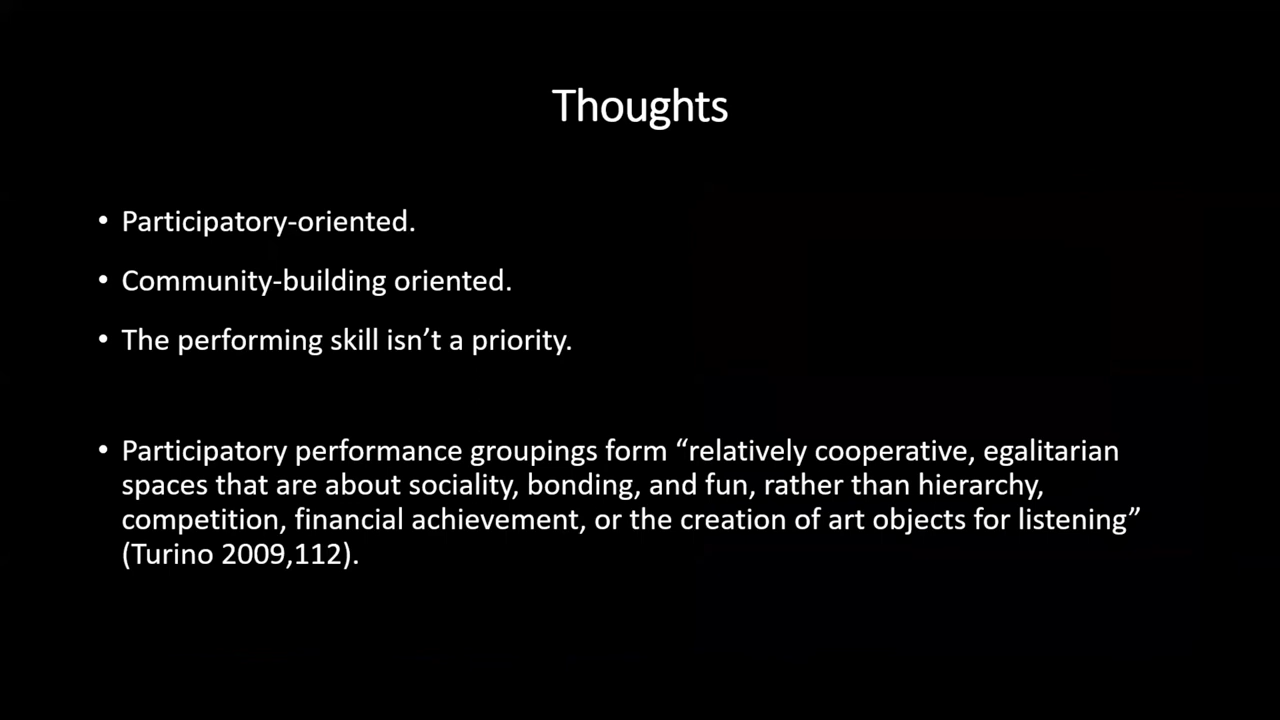 Thoughts
• Participatory-oriented.
• Community-building oriented.
• The performing skill isn’t a priority.
• Participatory performance groupings form “relatively cooperative, egalitarian
spaces that are about sociality, bonding, and fun, rather than hierarchy,
competition, financial achievement, or the creation of art objects for listening”
(Turino 2009,112).